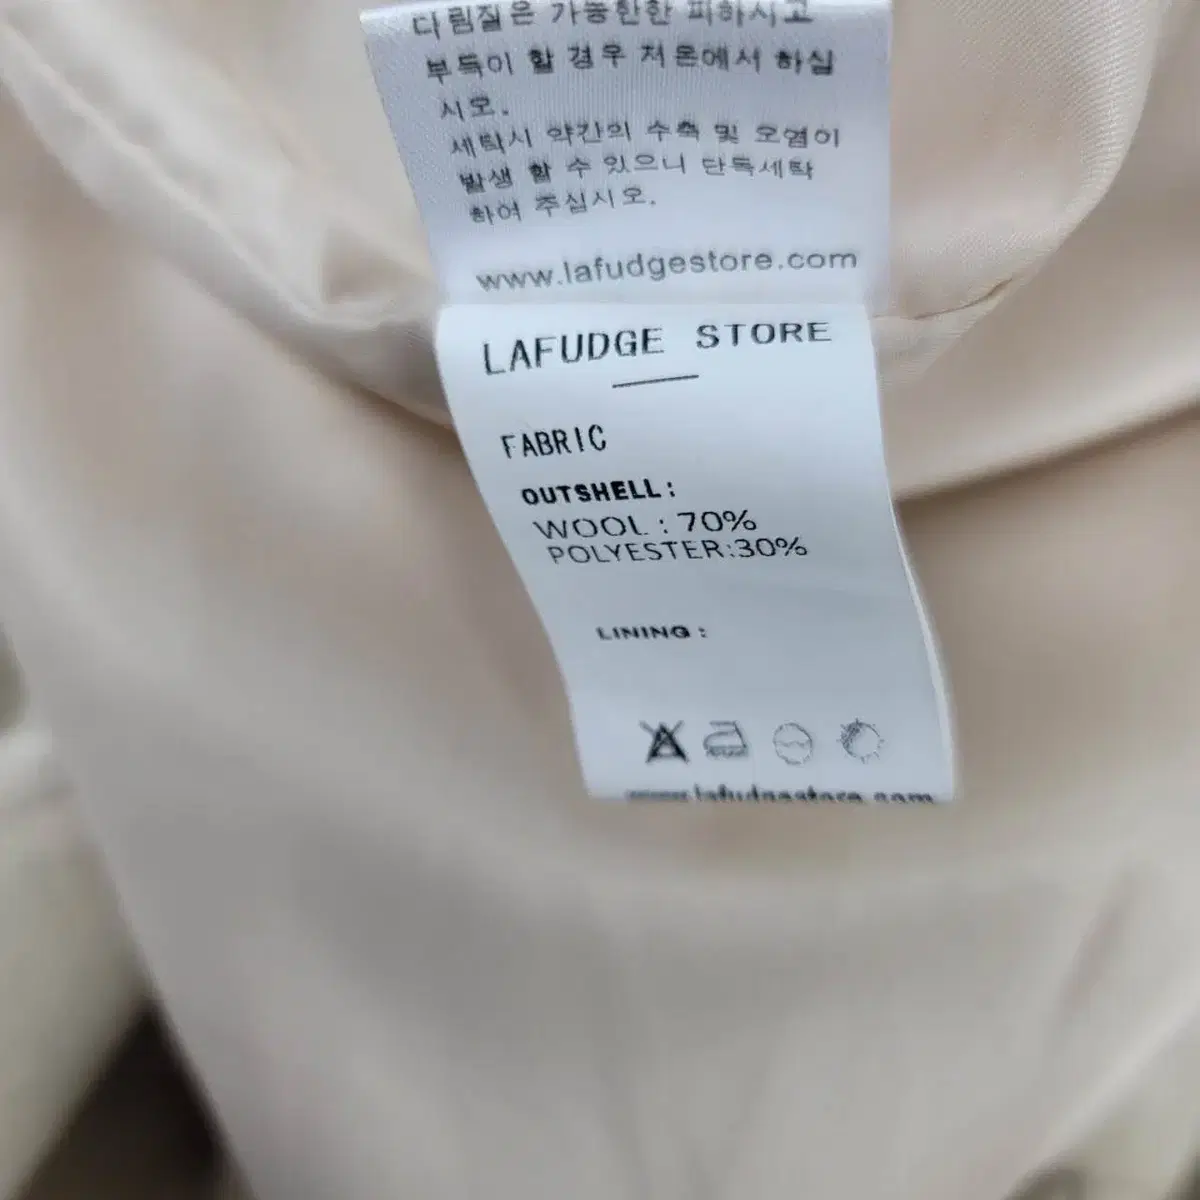 다림질은 가능한한 피하시고
부득이 할 경우 저온에서 하십
시오.
세탁시 약간의 수축 및 오염이
발생 할 수 있으니 단독세탁
하여 주십시오.
www.lafudgestore.com
LAFUDGE STORE
FABRIC
OUTSHELL:
WOOL : 70%
POLYESTER:30%
LINING :
www.lafudgestore.com